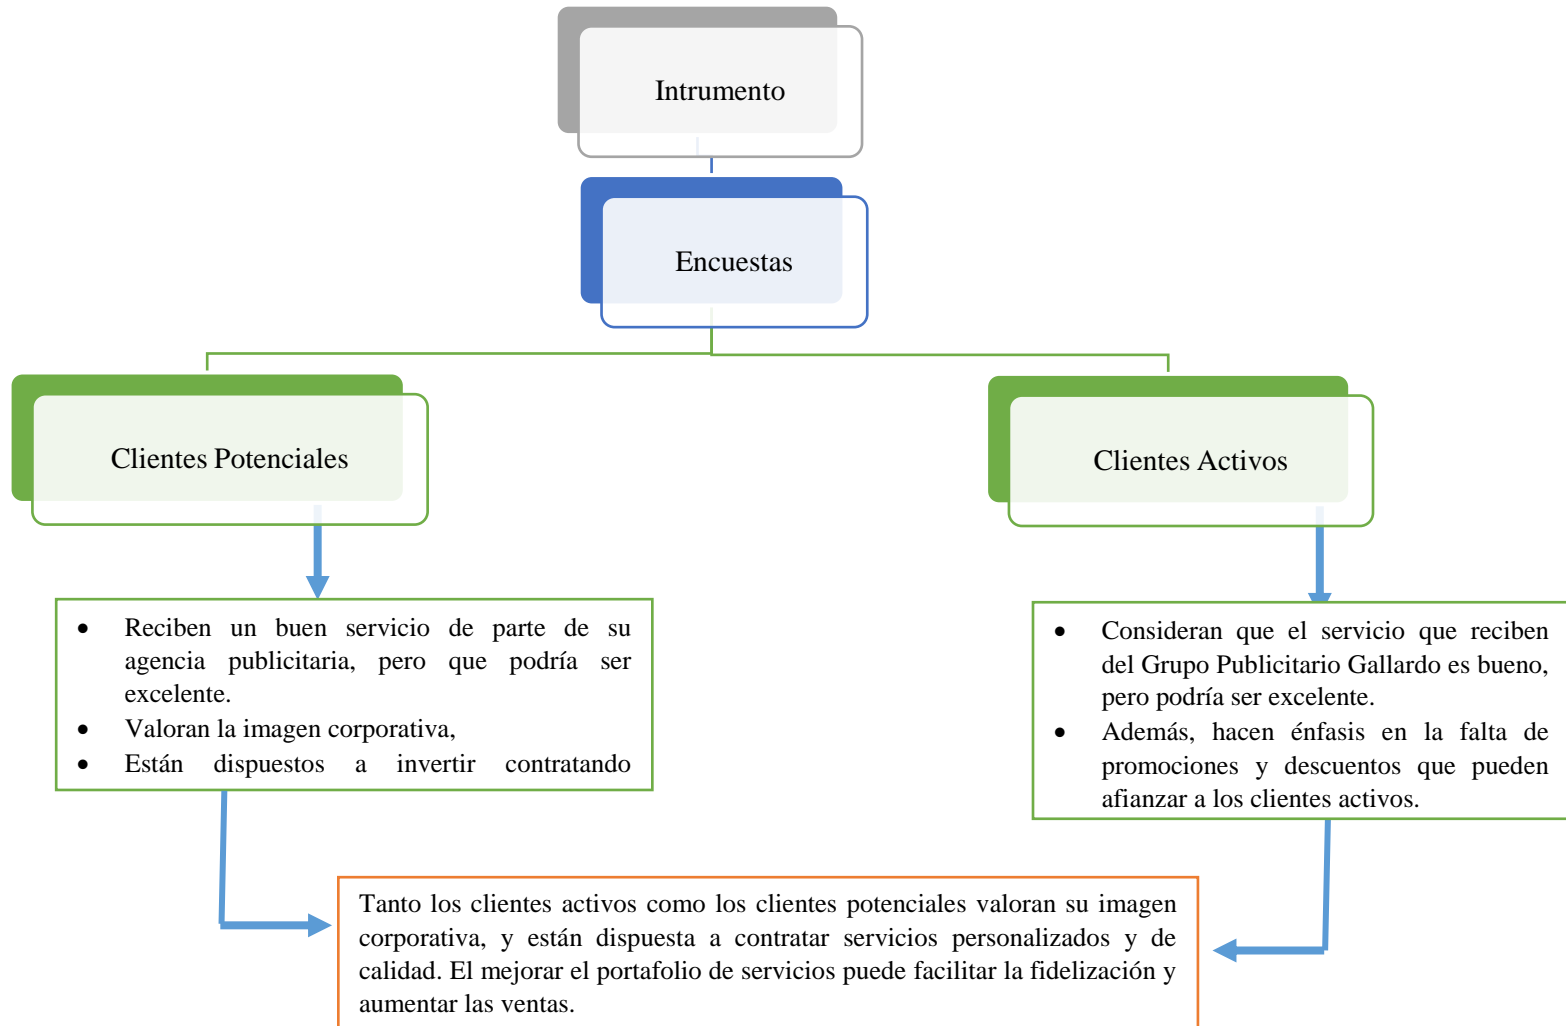 Intrumento
Encuestas
Clientes Potenciales
Clientes Activos
• Reciben un buen servicio de parte de su
agencia publicitaria, pero que podría ser
excelente.
• Valoran la imagen corporativa,
• Están dispuestos a invertir contratando
• Consideran que el servicio que reciben
del Grupo Publicitario Gallardo es bueno,
pero podría ser excelente.
• Además, hacen énfasis en la falta de
promociones y descuentos que pueden
afianzar a los clientes activos.
Tanto los clientes activos como los clientes potenciales valoran su imagen
corporativa, y están dispuesta a contratar servicios personalizados y de
calidad. El mejorar el portafolio de servicios puede facilitar la fidelización y
aumentar las ventas.